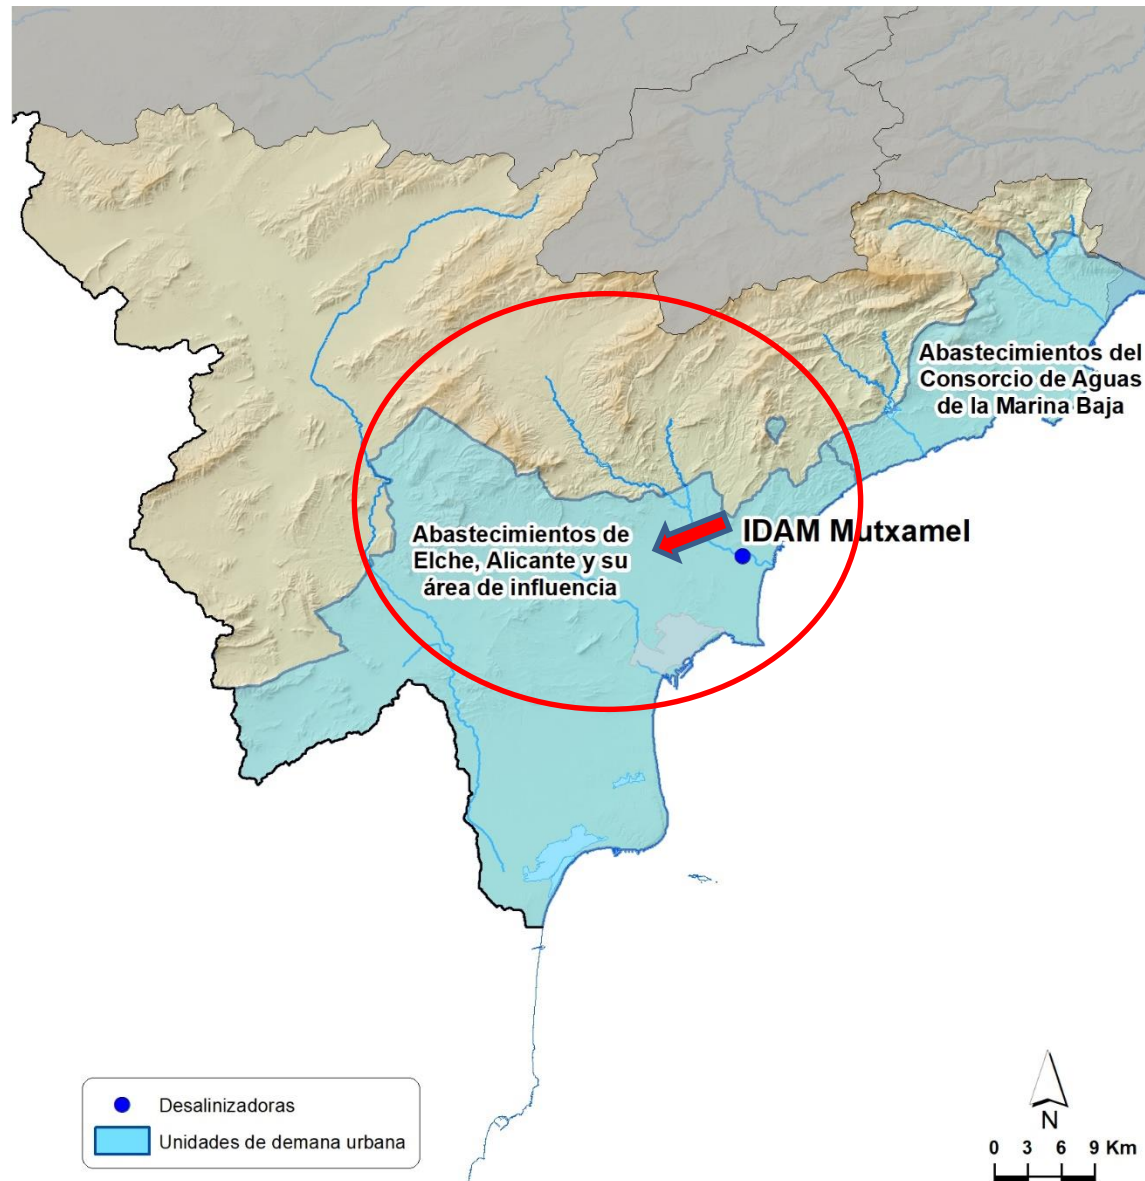 Abastecimientos del
Consorcio de Aguas
de la Marina Baja
IDAM Mutxamel
Abastecimientos de
Elche, Alicante y su
área de influencia
Desalinizadoras
Unidades de demana urbana
N
0 3 6 9 Km